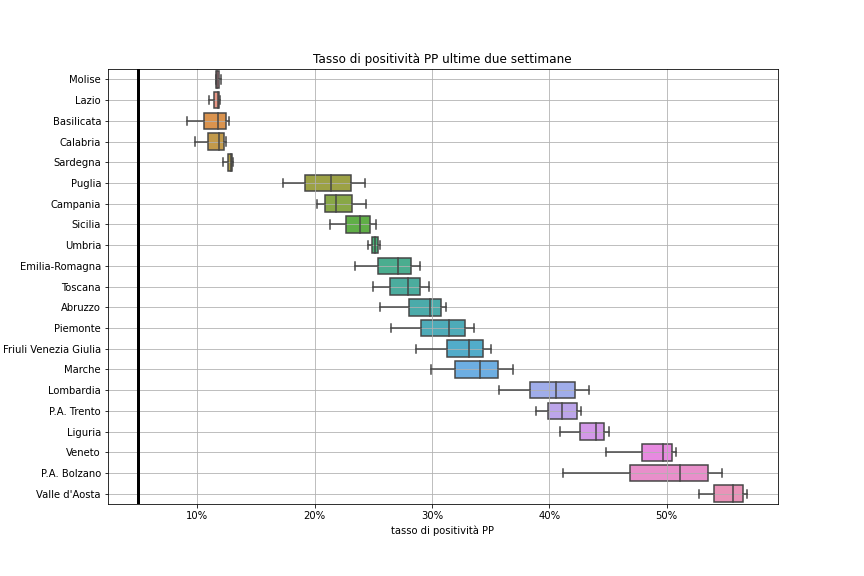 Tasso di positività PP ultime due settimane
Molise
Lazio
Basilicata
Calabria
Sardegna
Puglia
Campania
Sicilia
Umbria
Emilia-Romagna
Toscana
Abruzzo
Piemonte
Friuli Venezia Giulia
Marche
Lombardia
P.A. Trento
Liguria
Veneto
P.A. Bolzano
Valle d'Aosta
10% 20% 30% 40% 50%
tasso di positività PP